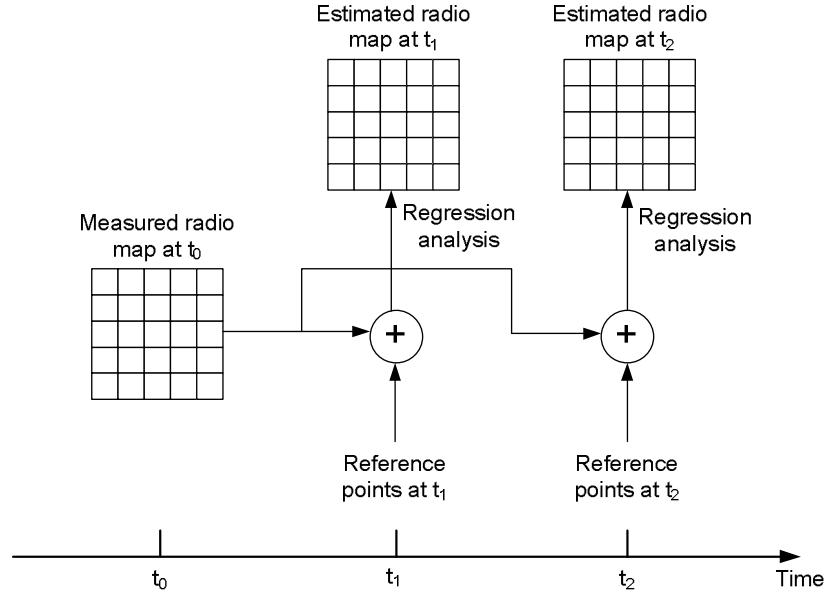 Estimated radio
map at t₁
Estimated radio
map at t₂
Measured radio
map at t₀
Regression
analysis
Regression
analysis
+
+
Reference
points at t₁
Reference
points at t₂
t₀
t₁
t₂
Time